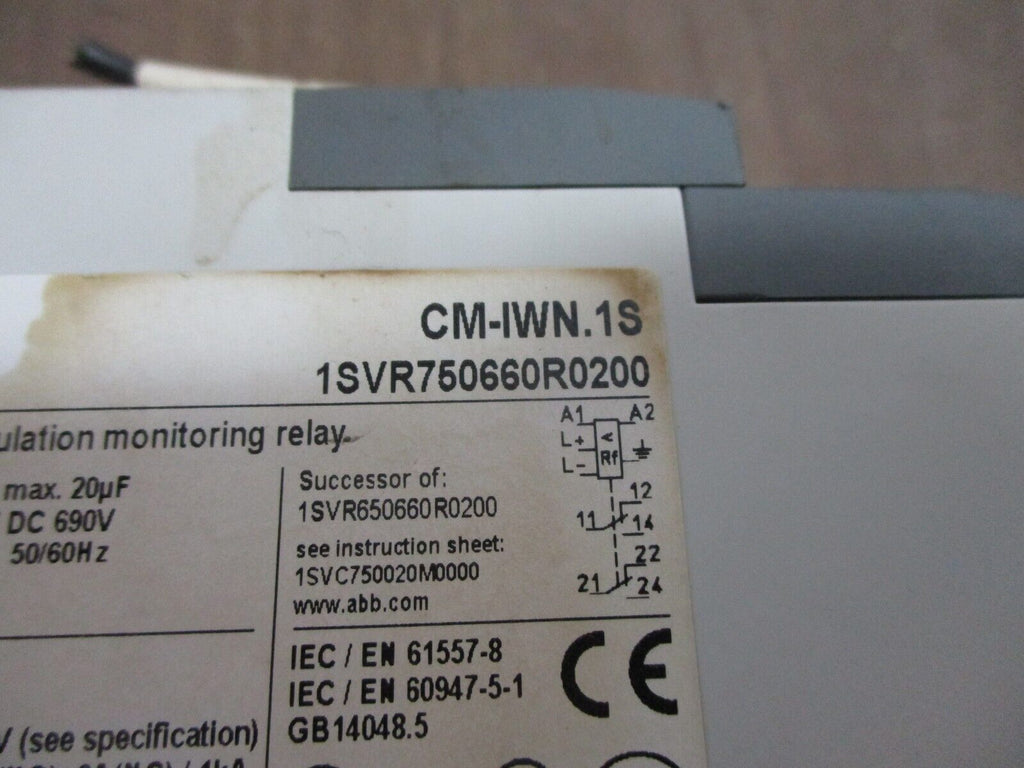 CM-IWN.1S
1SVR750660R0200
ulation monitoring relay
max. 20µF
DC 690V
50/60Hz
Successor of:
1SVR650660R0200
see instruction sheet:
1SVC750020M0000
www.abb.com
A1 A2
L+ < Rf
L-
12
11 14
22
21 24
IEC / EN 61557-8
IEC / EN 60947-5-1
GB14048.5
CE
V (see specification)